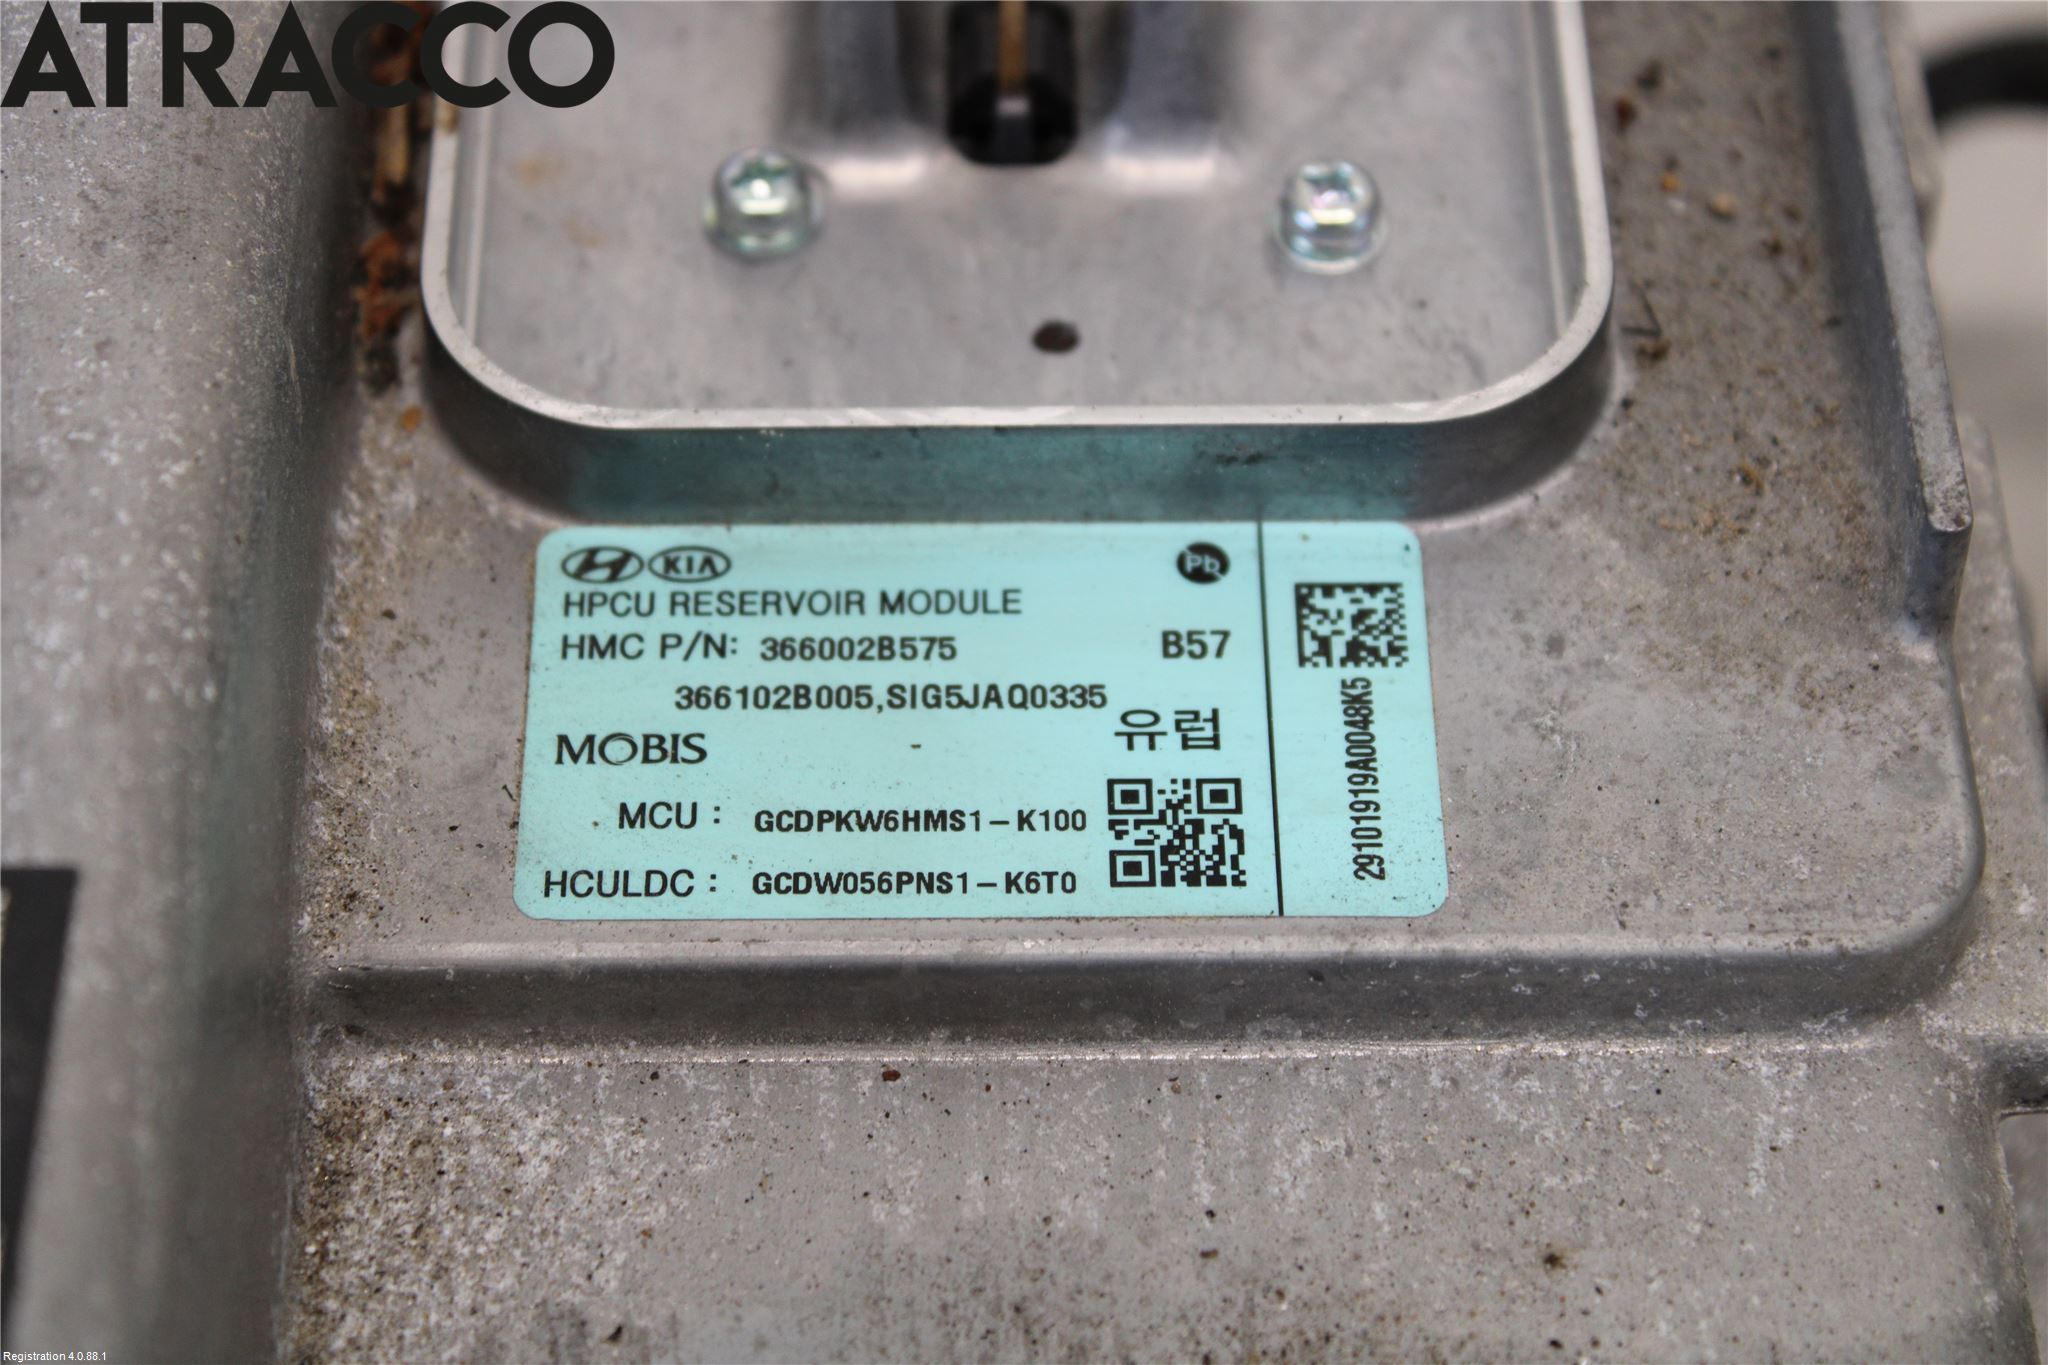 ATRACCO
KIA Pb
HPCU RESERVOIR MODULE
HMC P/N: 366002B575 B57
366102B005,SIG5JAQ0335
MOBIS - 유럽
MCU : GCDPKW6HMS1-K100
HCULDC : GCDW056PNS1-K6T0
29101919A0048K5
Registration 4.0.88.1